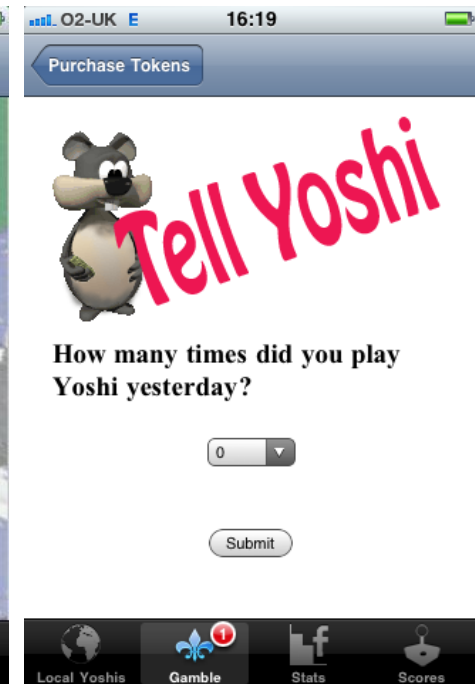 O2-UK E 16:19
Purchase Tokens
Tell Yoshi
How many times did you play
Yoshi yesterday?
0
Submit
1
Local Yoshis Gamble Stats Scores